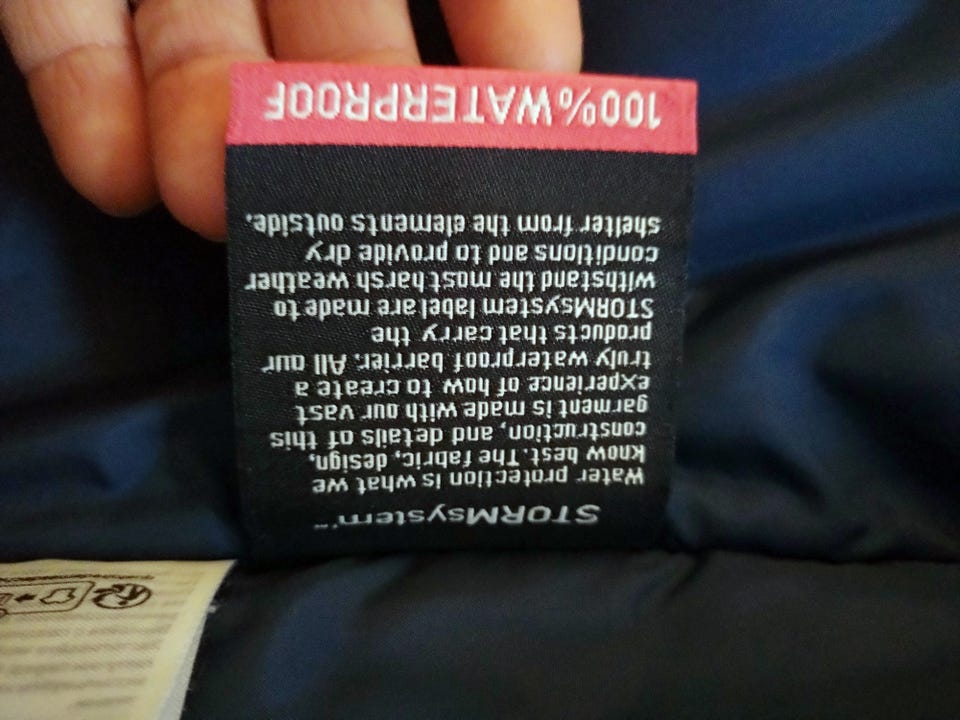 STORMsystem™
Water protection is what we
know best. The fabric, design,
construction, and details of this
garment is made with our vast
experience of how to create a
truly waterproof barrier. All our
products that carry the
STORMsystem label are made to
withstand the most harsh weather
conditions and to provide dry
shelter from the elements outside.
100%WATERPROOF